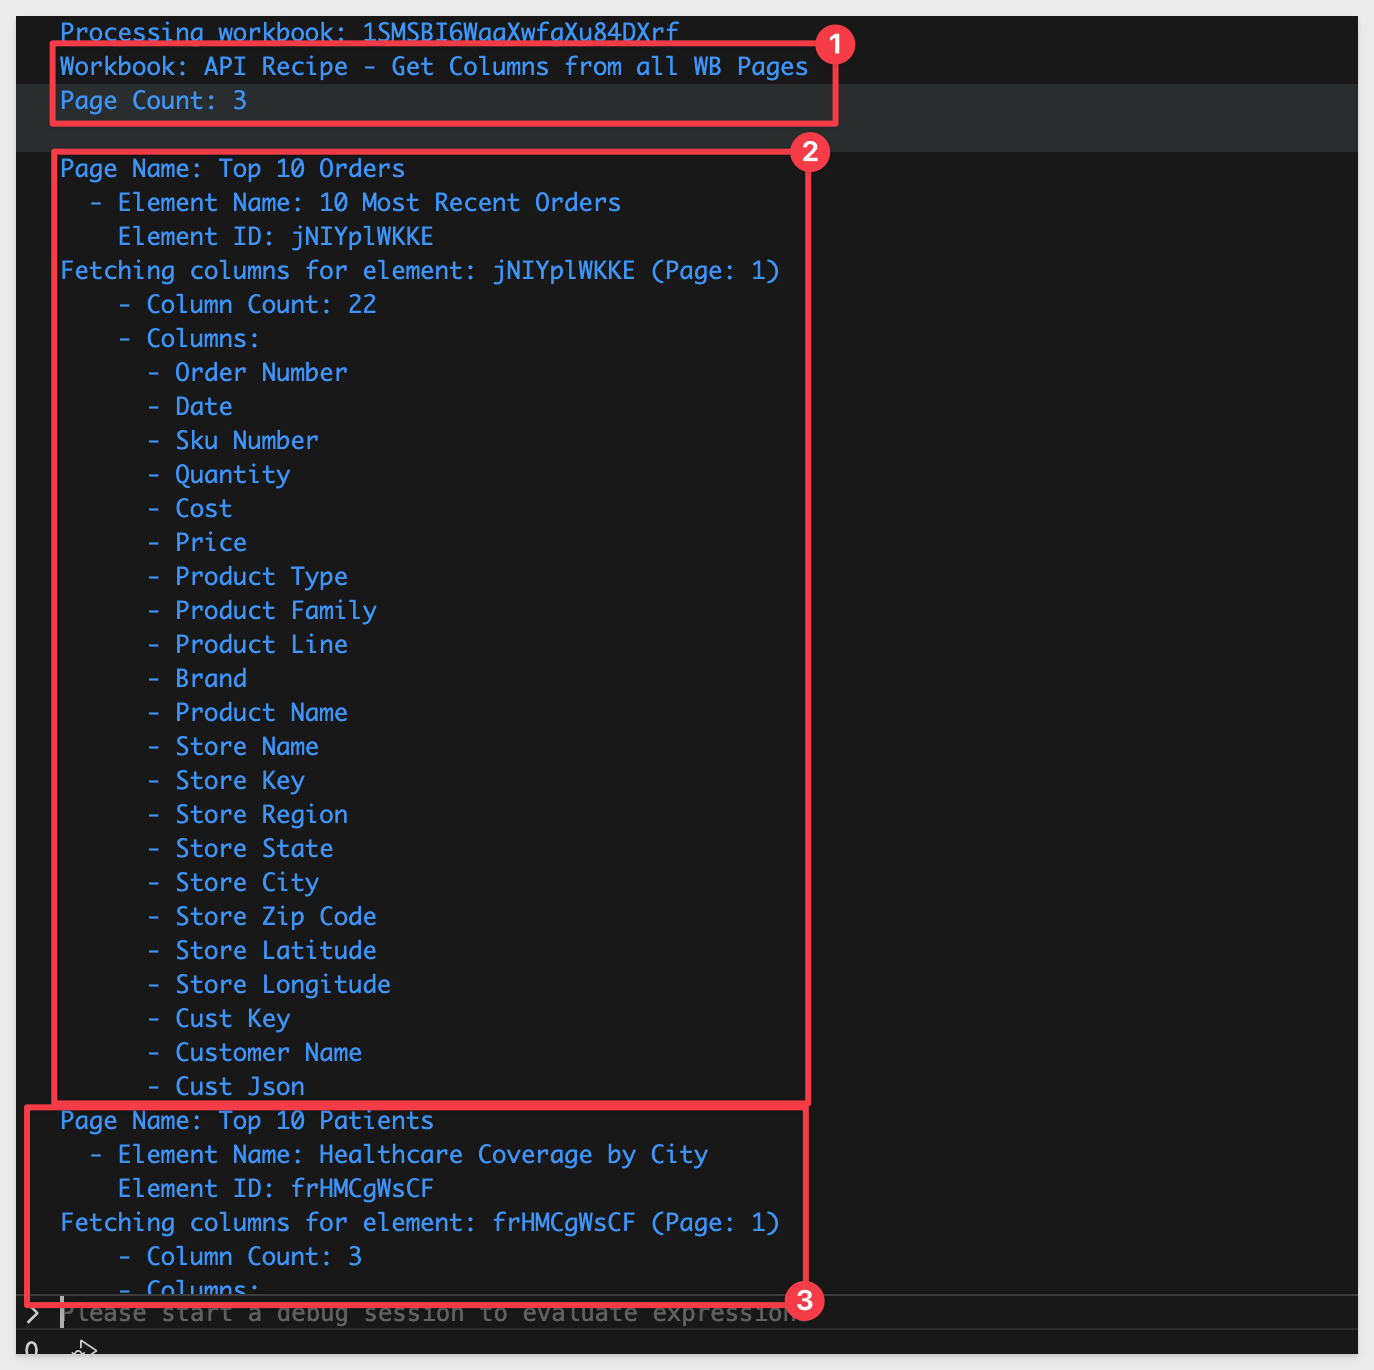 Processing workbook: 1SMSBI6WaaXwfgXu84DXrf
1
Workbook: API Recipe - Get Columns from all WB Pages
Page Count: 3
2
Page Name: Top 10 Orders
- Element Name: 10 Most Recent Orders
Element ID: jNIYplWKKE
Fetching columns for element: jNIYplWKKE (Page: 1)
- Column Count: 22
- Columns:
- Order Number
- Date
- Sku Number
- Quantity
- Cost
- Price
- Product Type
- Product Family
- Product Line
- Brand
- Product Name
- Store Name
- Store Key
- Store Region
- Store State
- Store City
- Store Zip Code
- Store Latitude
- Store Longitude
- Cust Key
- Customer Name
- Cust Json
Page Name: Top 10 Patients
- Element Name: Healthcare Coverage by City
Element ID: frHMCgWsCF
Fetching columns for element: frHMCgWsCF (Page: 1)
- Column Count: 3
- Columns:
3
Please start a debug session to evaluate expression